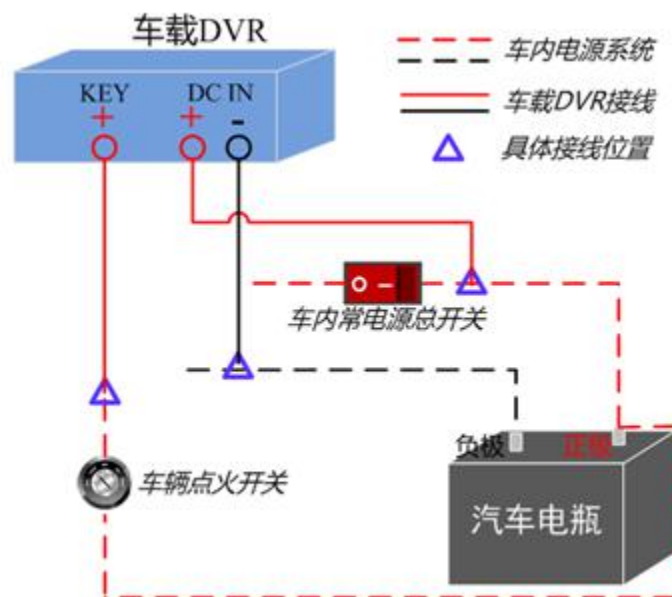 车载DVR
KEY
DC IN
+
+
-
车内电源系统
车载DVR接线
具体接线位置
车内常电源总开关
车辆点火开关
负极
正极
汽车电瓶